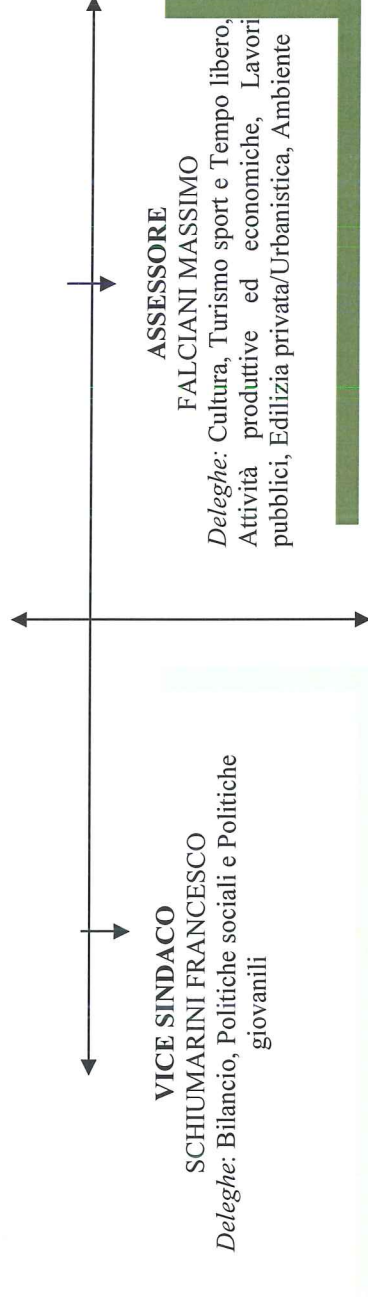 VICE SINDACO
SCHIUMARINI FRANCESCO
Deleghe: Bilancio, Politiche sociali e Politiche
giovanili
ASSESSORE
FALCIANI MASSIMO
Deleghe: Cultura, Turismo sport e Tempo libero,
Attività produttive ed economiche, Lavori
pubblici, Edilizia privata/Urbanistica, Ambiente